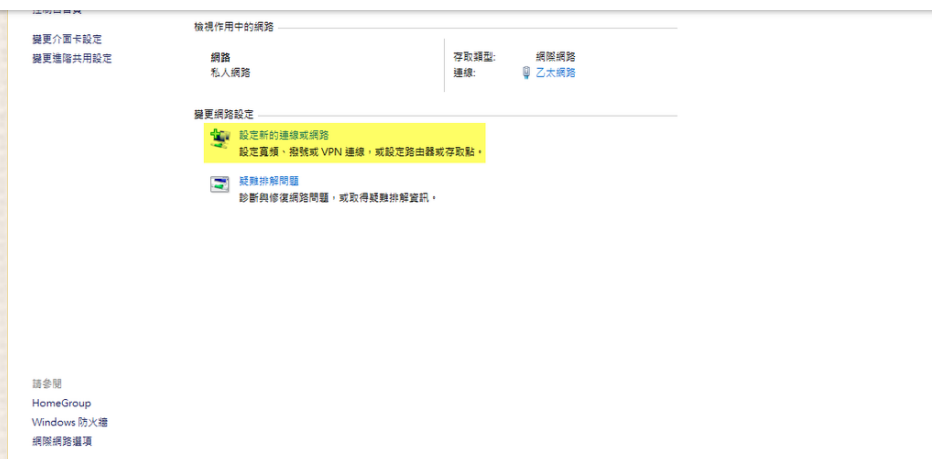 檢視作用中的網路
變更介面卡設定
變更進階共用設定
網路
私人網路
存取類型: 網際網路
連線: 乙太網路
變更網路設定
設定新的連線或網路
設定寬頻、撥號或 VPN 連線,或設定路由器或存取點。
疑難排解問題
診斷與修復網路問題,或取得疑難排解資訊。
請參閱
HomeGroup
Windows 防火牆
網際網路選項